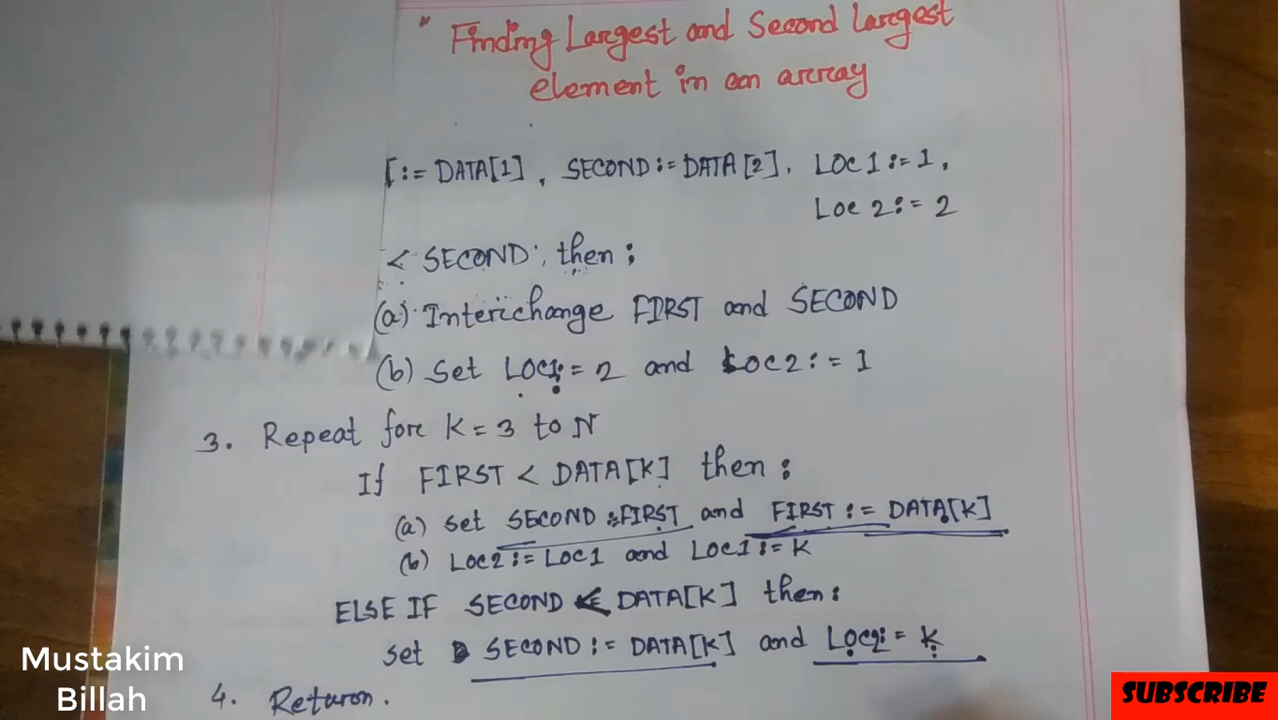 " Finding Largest and Second largest
element in an array
[:= DATA[1], SECOND:= DATA[2], LOC1:= 1,
LOC 2:= 2
< SECOND, then:
(a) Interchange FIRST and SECOND
(b) Set LOC1:= 2 and LOC2:= 1
3. Repeat for K = 3 to N
If FIRST < DATA[K] then:
(a) set SECOND:=FIRST and FIRST:= DATA[K]
(b) LOC2:= LOC1 and LOC1:= K
ELSE IF SECOND < DATA[K] then:
set SECOND:= DATA[K] and LOC2:= K
4. Return.
Mustakim
Billah
SUBSCRIBE